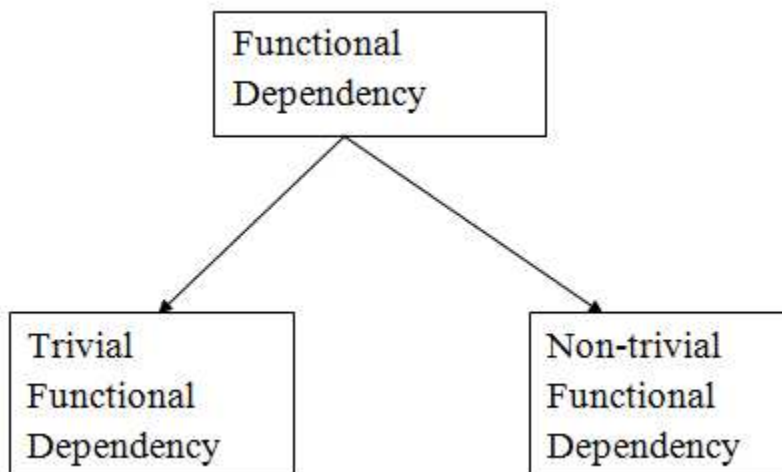 Functional
Dependency
Trivial
Functional
Dependency
Non-trivial
Functional
Dependency